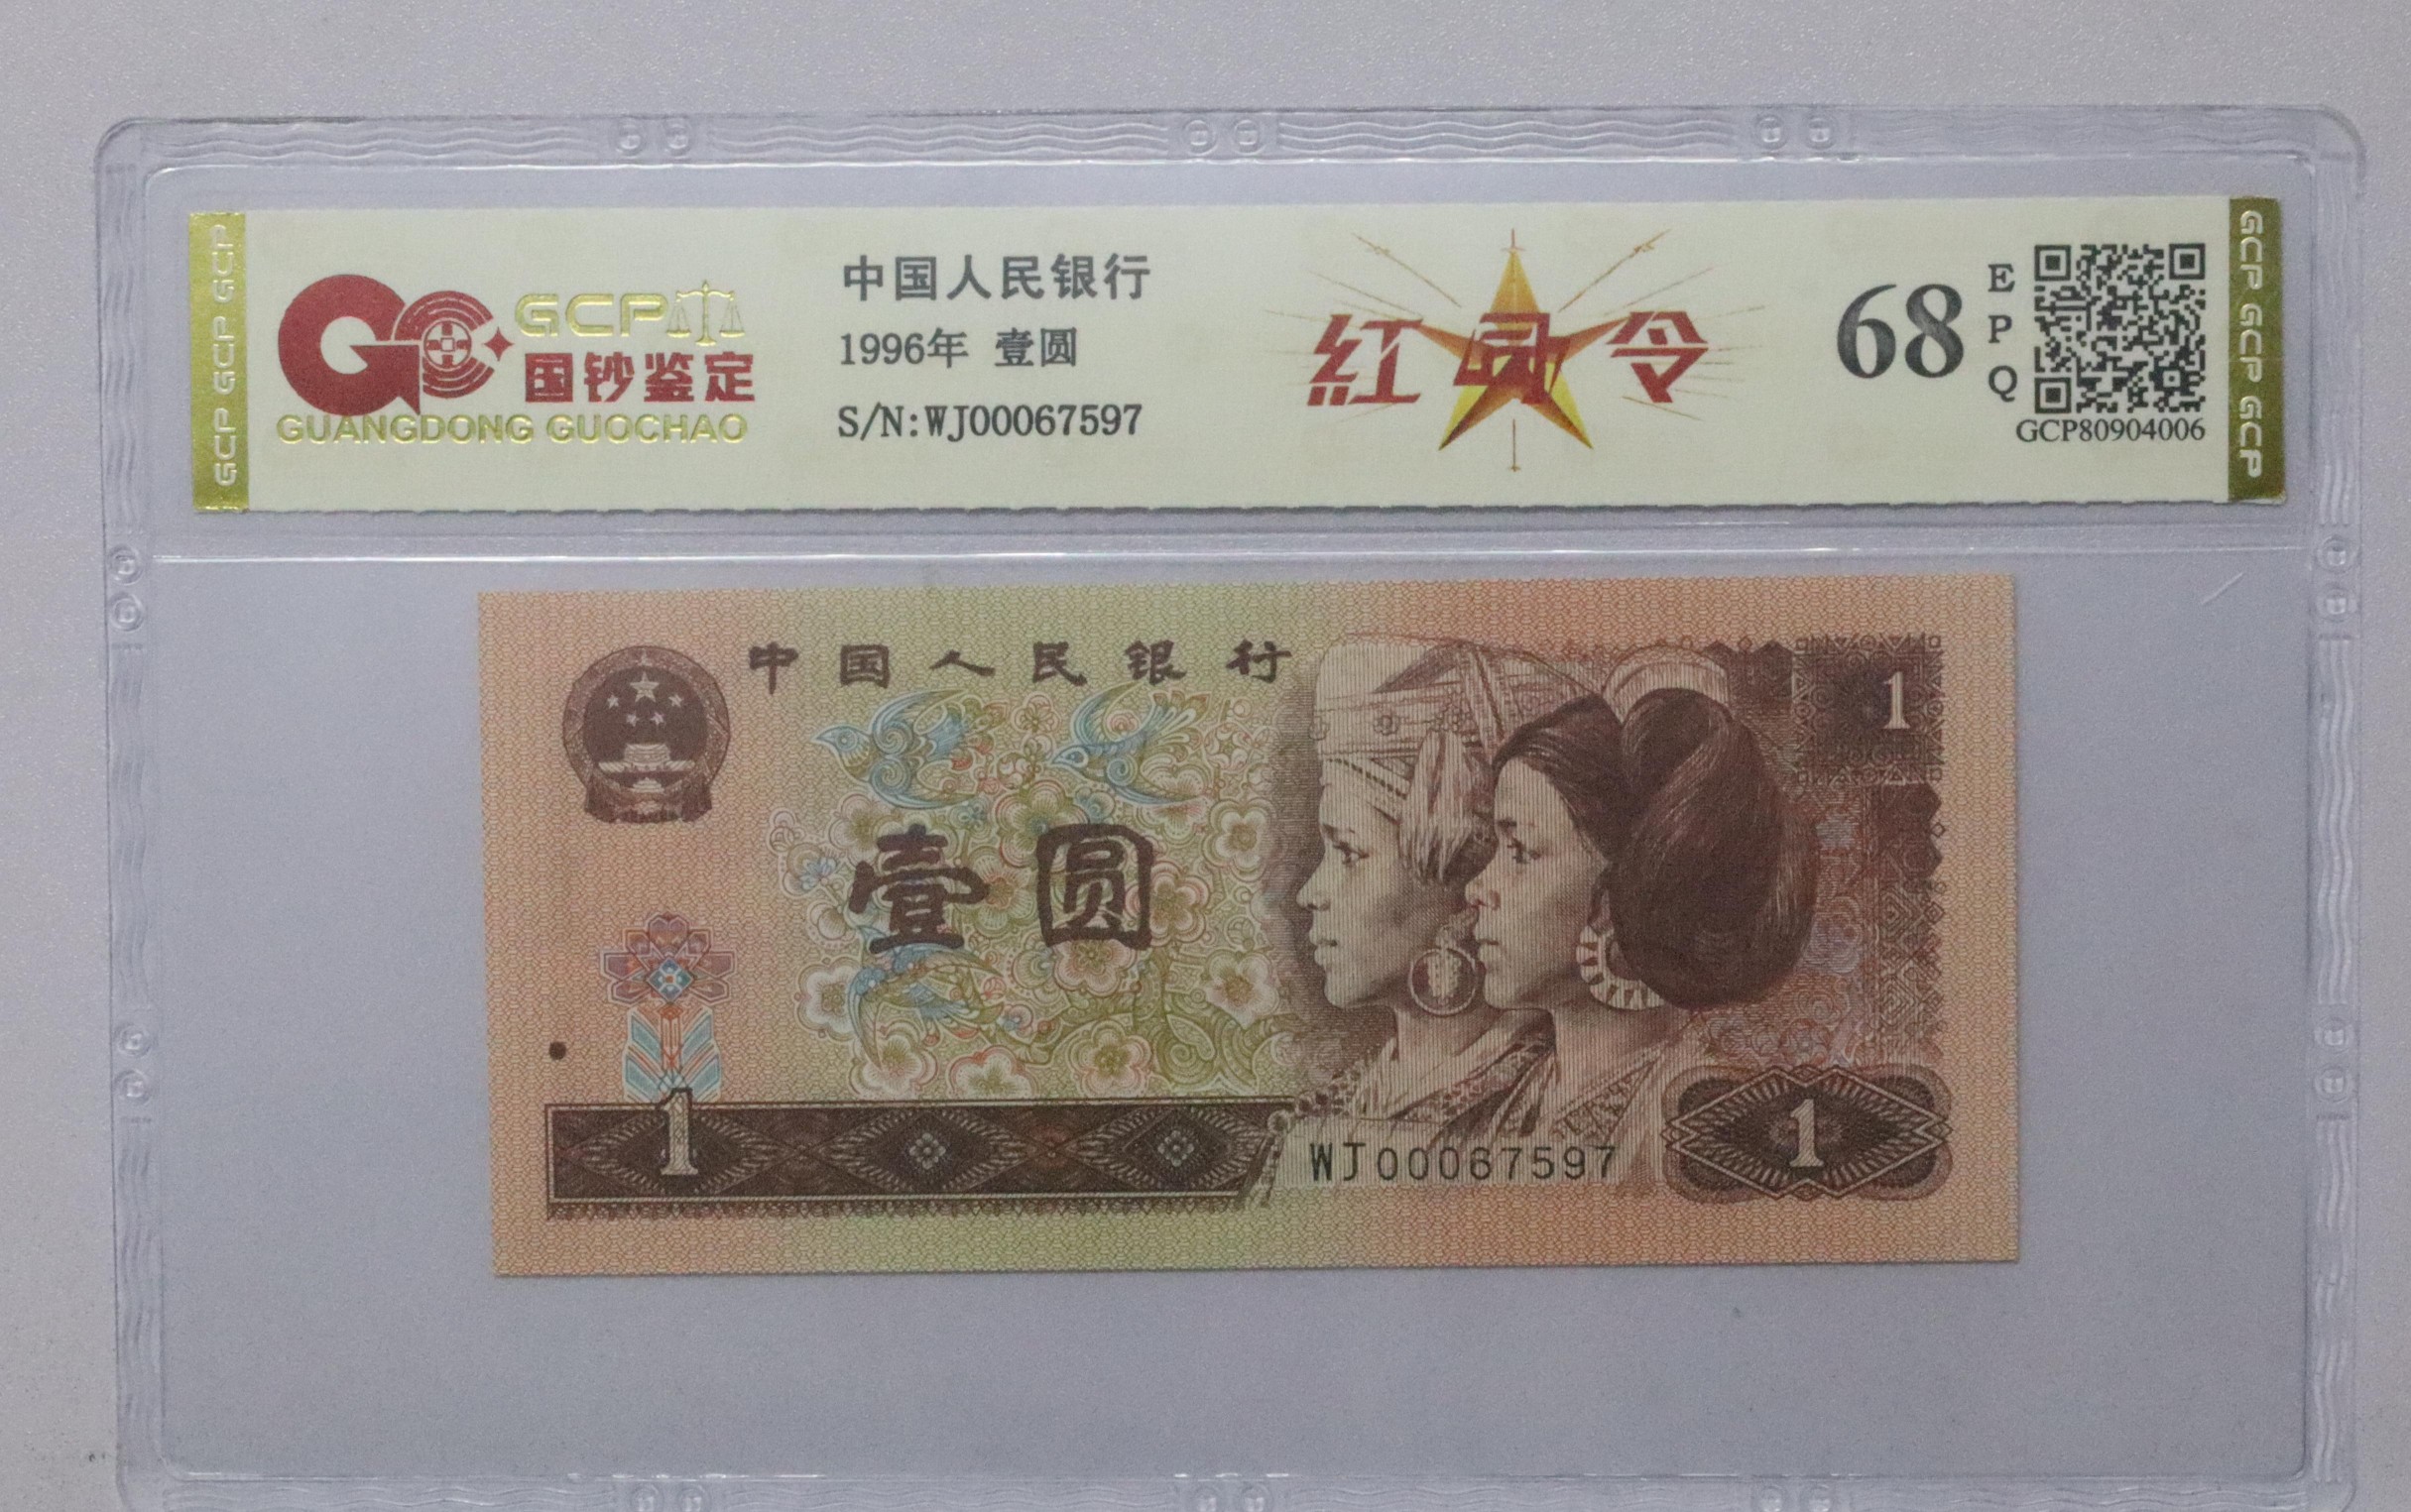 GCP GCP GCP
GCP
国钞鉴定
GUANGDONG GUOCHAO
中国人民银行
1996年 壹圆
S/N:WJ00067597
紅 令
68
E
P
Q
GCP80904006
GCP GCP GCP GCP
中国人民银行
1
壹圆
1
WJ00067597
1